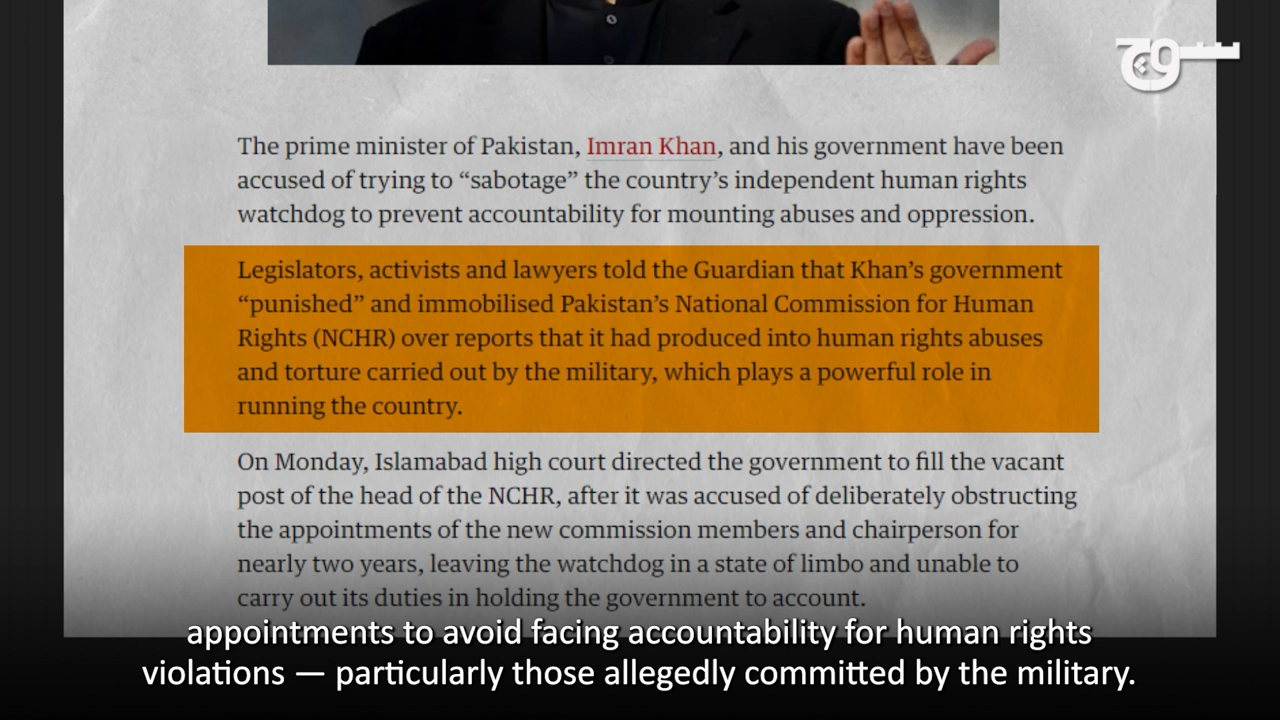 The prime minister of Pakistan, Imran Khan, and his government have been
accused of trying to “sabotage” the country’s independent human rights
watchdog to prevent accountability for mounting abuses and oppression.
Legislators, activists and lawyers told the Guardian that Khan’s government
“punished” and immobilised Pakistan’s National Commission for Human
Rights (NCHR) over reports that it had produced into human rights abuses
and torture carried out by the military, which plays a powerful role in
running the country.
On Monday, Islamabad high court directed the government to fill the vacant
post of the head of the NCHR, after it was accused of deliberately obstructing
the appointments of the new commission members and chairperson for
nearly two years, leaving the watchdog in a state of limbo and unable to
carry out its duties in holding the government to account.
appointments to avoid facing accountability for human rights
violations — particularly those allegedly committed by the military.